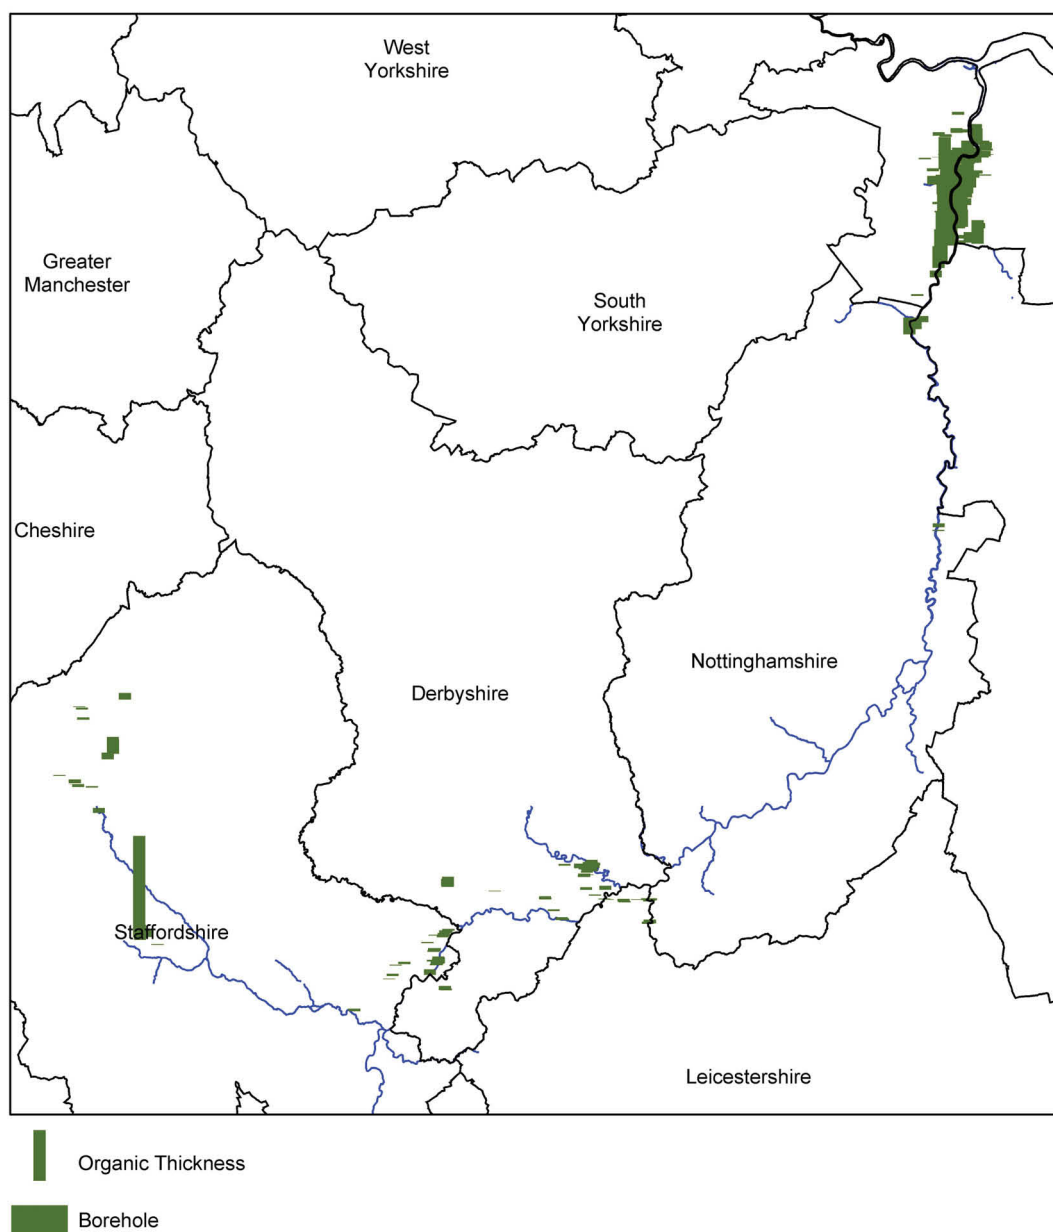 West
Yorkshire
Greater
Manchester
South
Yorkshire
Cheshire
Nottinghamshire
Derbyshire
Staffordshire
Leicestershire
Organic Thickness
Borehole